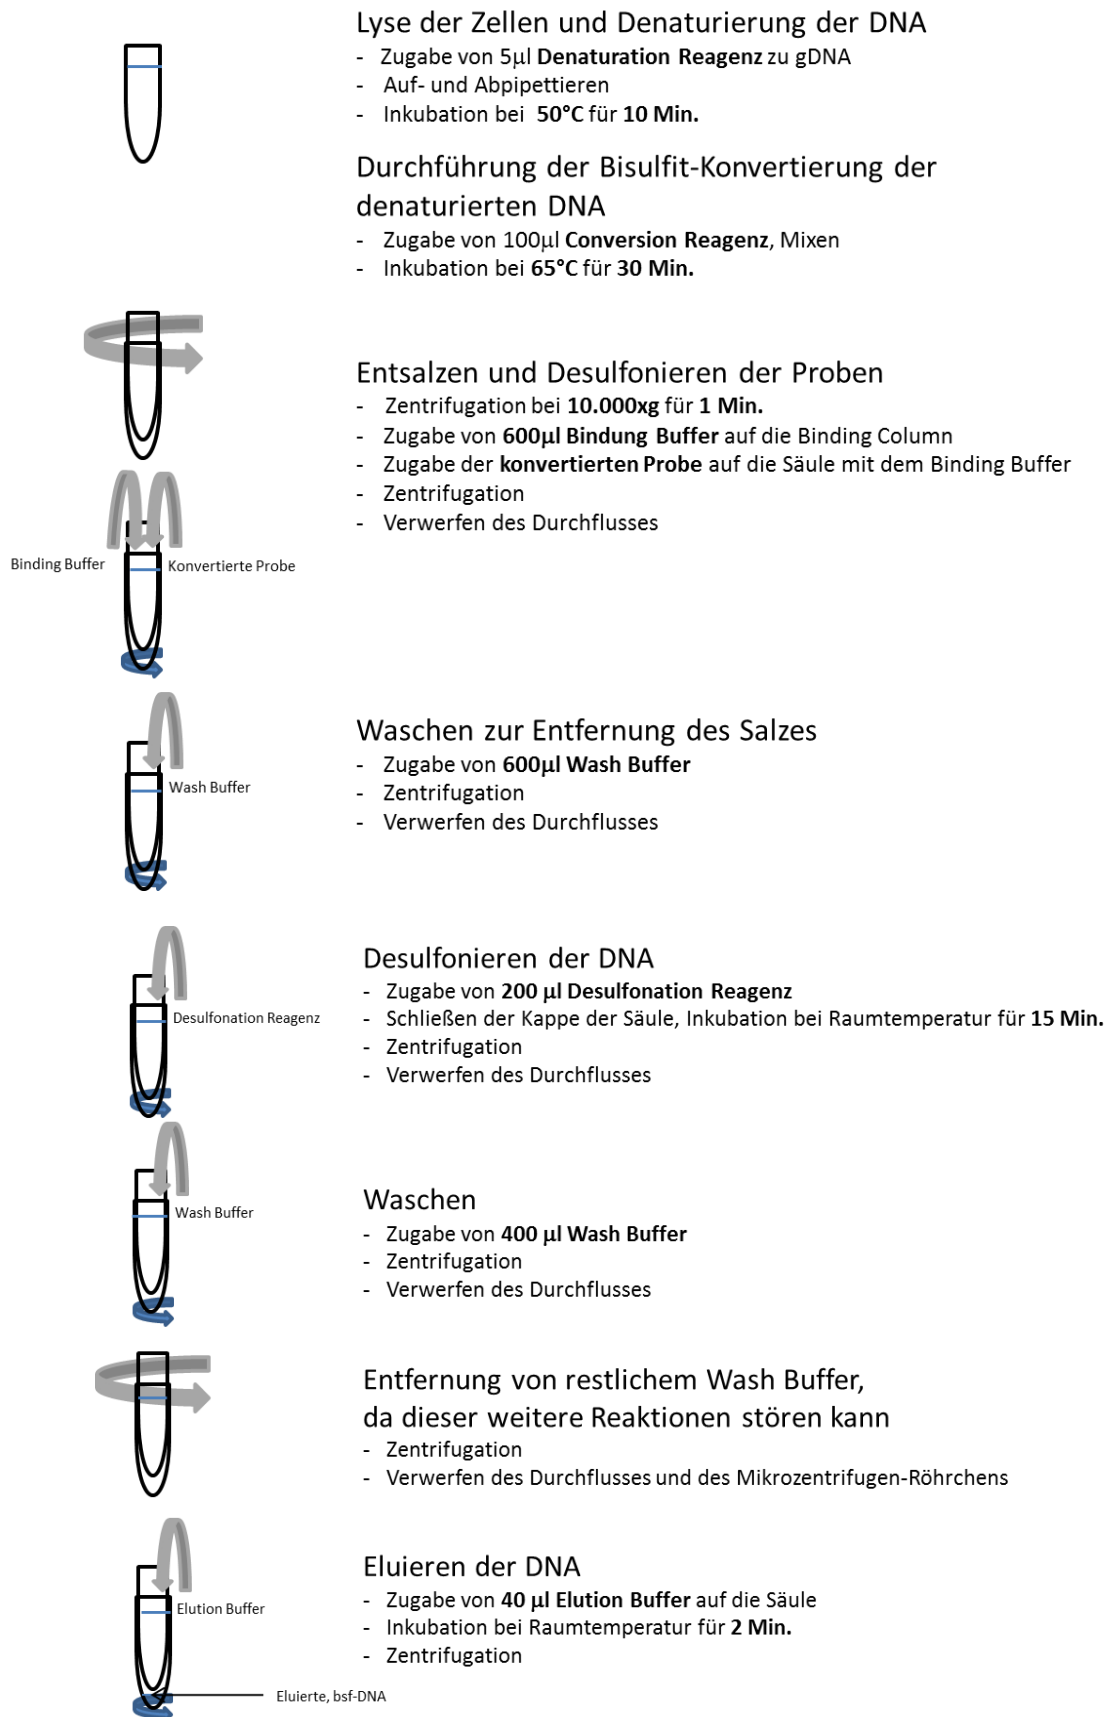 Lyse der Zellen und Denaturierung der DNA
- Zugabe von 5µl Denaturation Reagenz zu gDNA
- Auf- und Abpipettieren
- Inkubation bei 50°C für 10 Min.
Durchführung der Bisulfit-Konvertierung der
denaturierten DNA
- Zugabe von 100µl Conversion Reagenz, Mixen
- Inkubation bei 65°C für 30 Min.
Entsalzen und Desulfonieren der Proben
- Zentrifugation bei 10.000xg für 1 Min.
- Zugabe von 600µl Bindung Buffer auf die Binding Column
- Zugabe der konvertierten Probe auf die Säule mit dem Binding Buffer
- Zentrifugation
- Verwerfen des Durchflusses
Binding Buffer
Konvertierte Probe
Waschen zur Entfernung des Salzes
- Zugabe von 600µl Wash Buffer
- Zentrifugation
- Verwerfen des Durchflusses
Wash Buffer
Desulfonieren der DNA
- Zugabe von 200 µl Desulfonation Reagenz
- Schließen der Kappe der Säule, Inkubation bei Raumtemperatur für 15 Min.
- Zentrifugation
- Verwerfen des Durchflusses
Desulfonation Reagenz
Waschen
- Zugabe von 400 µl Wash Buffer
- Zentrifugation
- Verwerfen des Durchflusses
Wash Buffer
Entfernung von restlichem Wash Buffer,
da dieser weitere Reaktionen stören kann
- Zentrifugation
- Verwerfen des Durchflusses und des Mikrozentrifugen-Röhrchens
Eluieren der DNA
- Zugabe von 40 µl Elution Buffer auf die Säule
- Inkubation bei Raumtemperatur für 2 Min.
- Zentrifugation
Elution Buffer
Eluierte, bsf-DNA